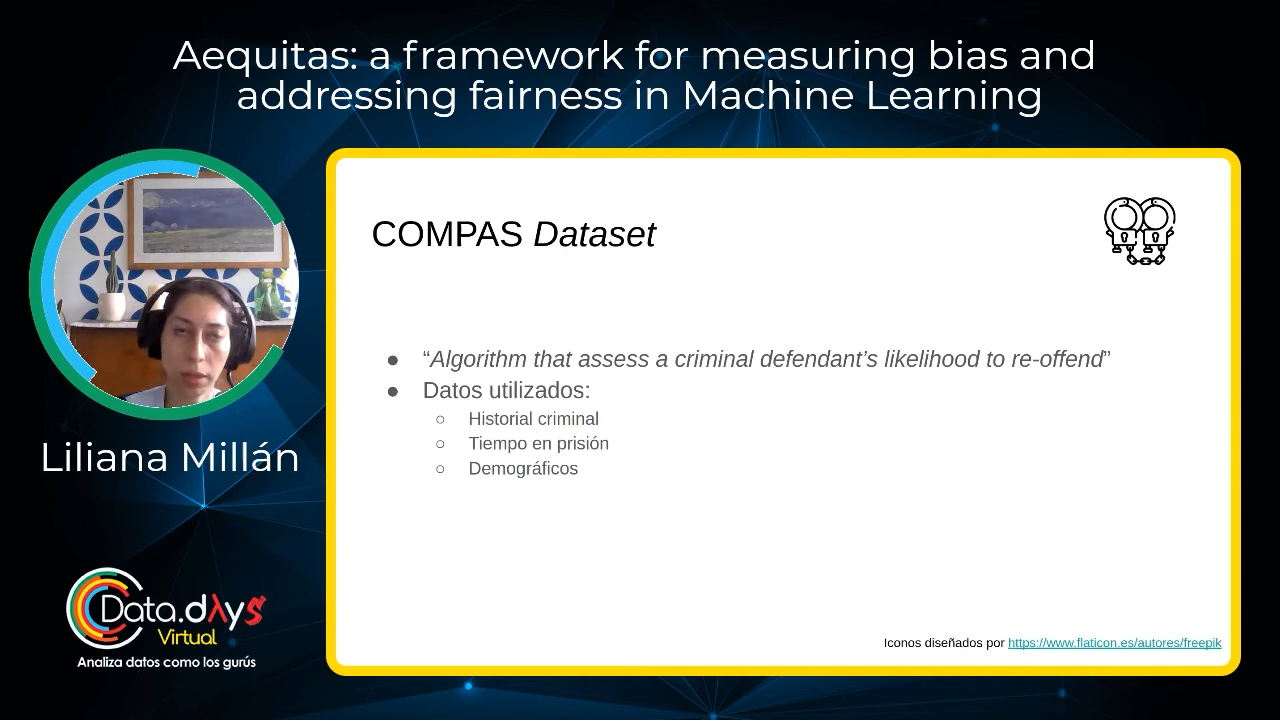 Aequitas: a framework for measuring bias and
addressing fairness in Machine Learning
COMPAS Dataset
● “Algorithm that assess a criminal defendant’s likelihood to re-offend”
● Datos utilizados:
○ Historial criminal
○ Tiempo en prisión
○ Demográficos
Iconos diseñados por https://www.flaticon.es/autores/freepik
Liliana Millán
Data.dAys
Virtual
Analiza datos como los gurús